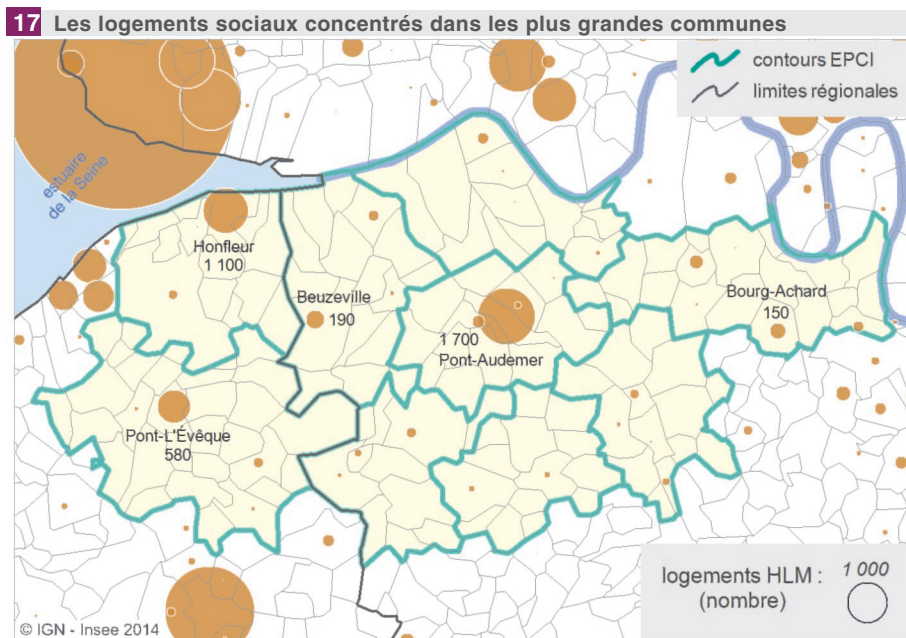 17 Les logements sociaux concentrés dans les plus grandes communes
contours EPCI
limites régionales
estuaire
de la Seine
Honfleur
1 100
Beuzeville
190
Bourg-Achard
150
1 700
Pont-Audemer
Pont-L'Évêque
580
logements HLM : 1 000
(nombre)
© IGN - Insee 2014